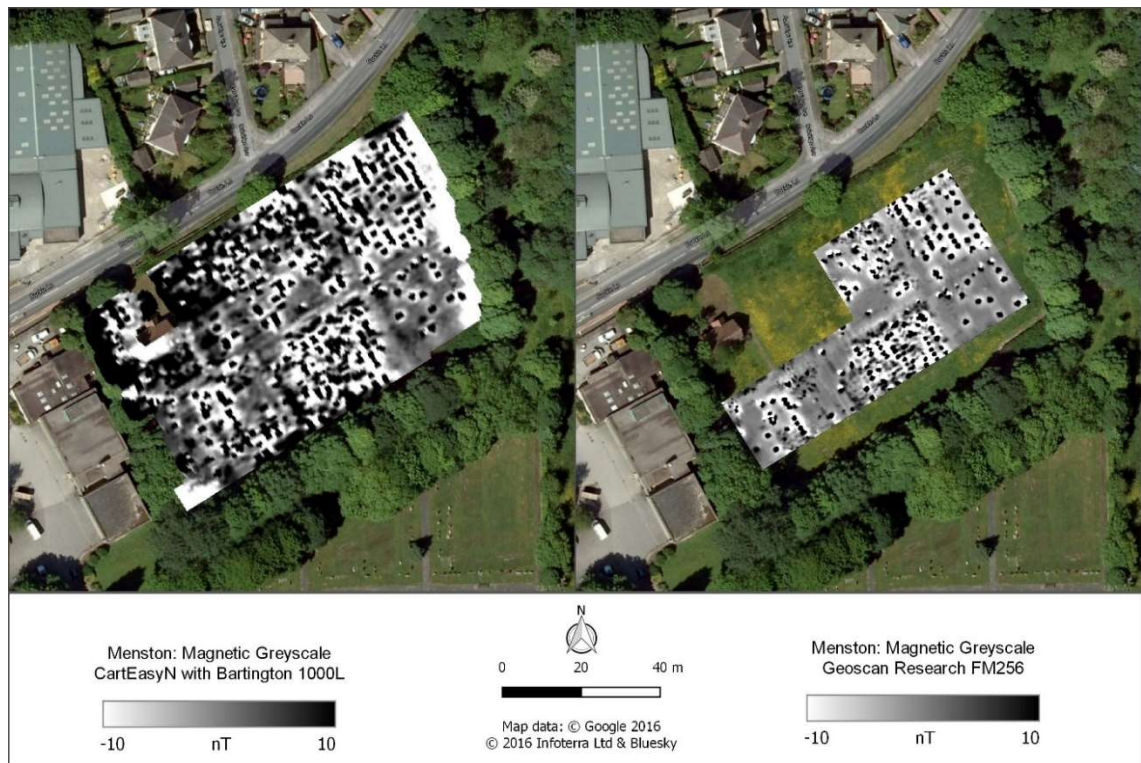 Menston: Magnetic Greyscale
CartEasyN with Bartington 1000L
-10 nT 10
N
0 20 40 m
Map data: © Google 2016
© 2016 Infoterra Ltd & Bluesky
Menston: Magnetic Greyscale
Geoscan Research FM256
-10 nT 10